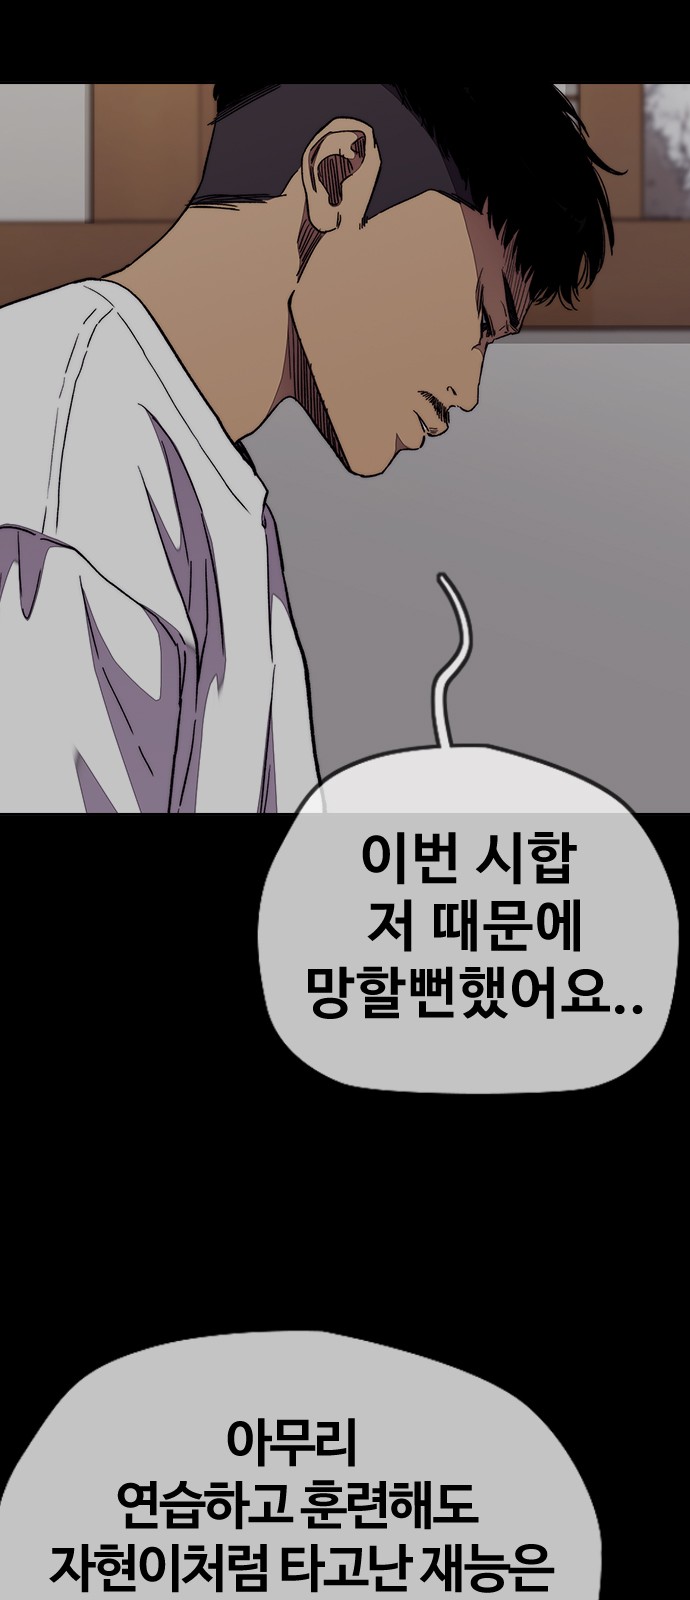 이번 시합
저 때문에
망할뻔했어요..
아무리
연습하고 훈련해도
자현이처럼 타고난 재능은